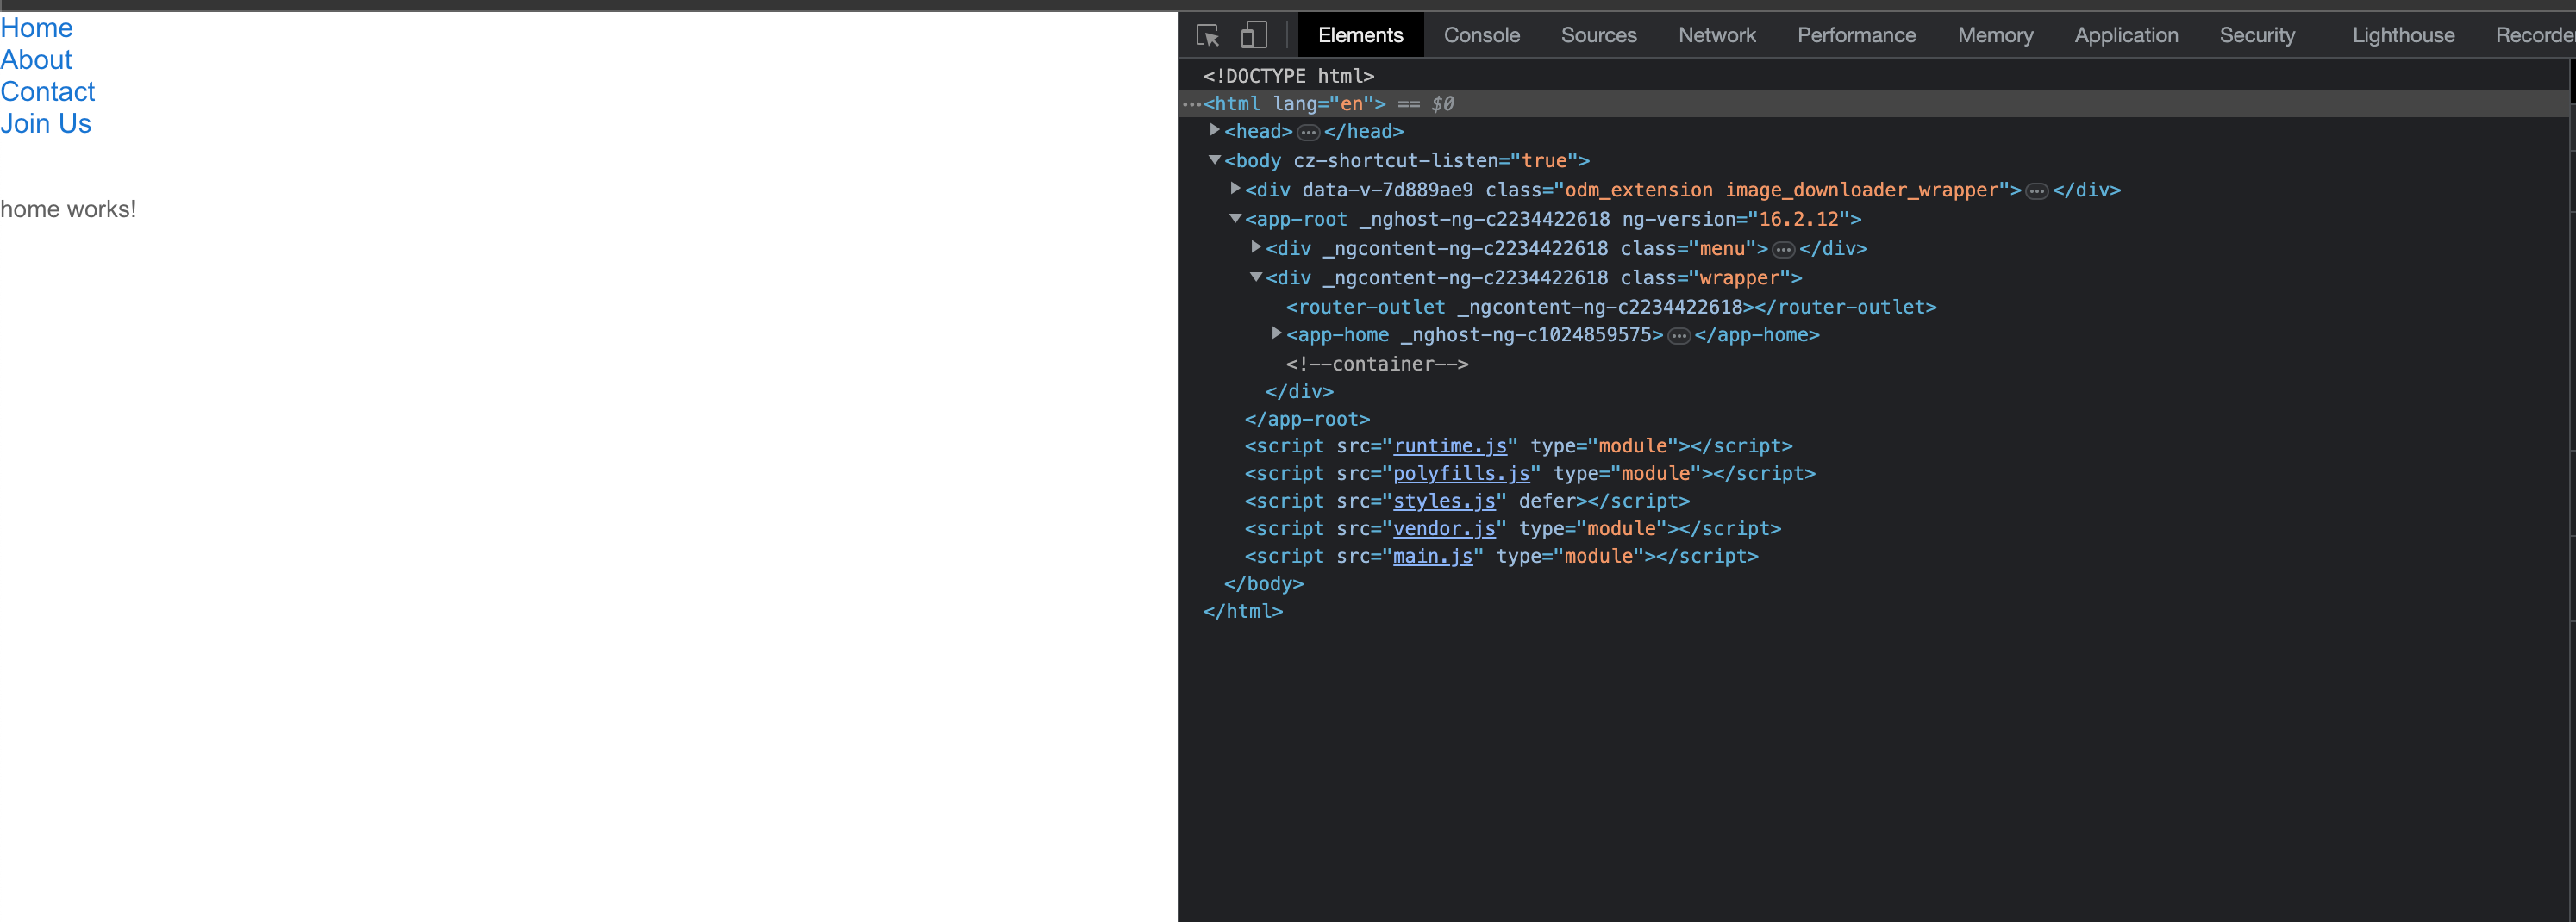 Home
About
Contact
Join Us
home works!
Elements Console Sources Network Performance Memory Application Security Lighthouse Recorder
<!DOCTYPE html>
<html lang="en"> == $0
<head> </head>
<body cz-shortcut-listen="true">
<div data-v-7d889ae9 class="odm_extension image_downloader_wrapper"> </div>
<app-root _nghost-ng-c2234422618 ng-version="16.2.12">
<div _ngcontent-ng-c2234422618 class="menu"> </div>
<div _ngcontent-ng-c2234422618 class="wrapper">
<router-outlet _ngcontent-ng-c2234422618></router-outlet>
<app-home _nghost-ng-c1024859575> </app-home>
<!--container-->
</div>
</app-root>
<script src="runtime.js" type="module"></script>
<script src="polyfills.js" type="module"></script>
<script src="styles.js" defer></script>
<script src="vendor.js" type="module"></script>
<script src="main.js" type="module"></script>
</body>
</html>